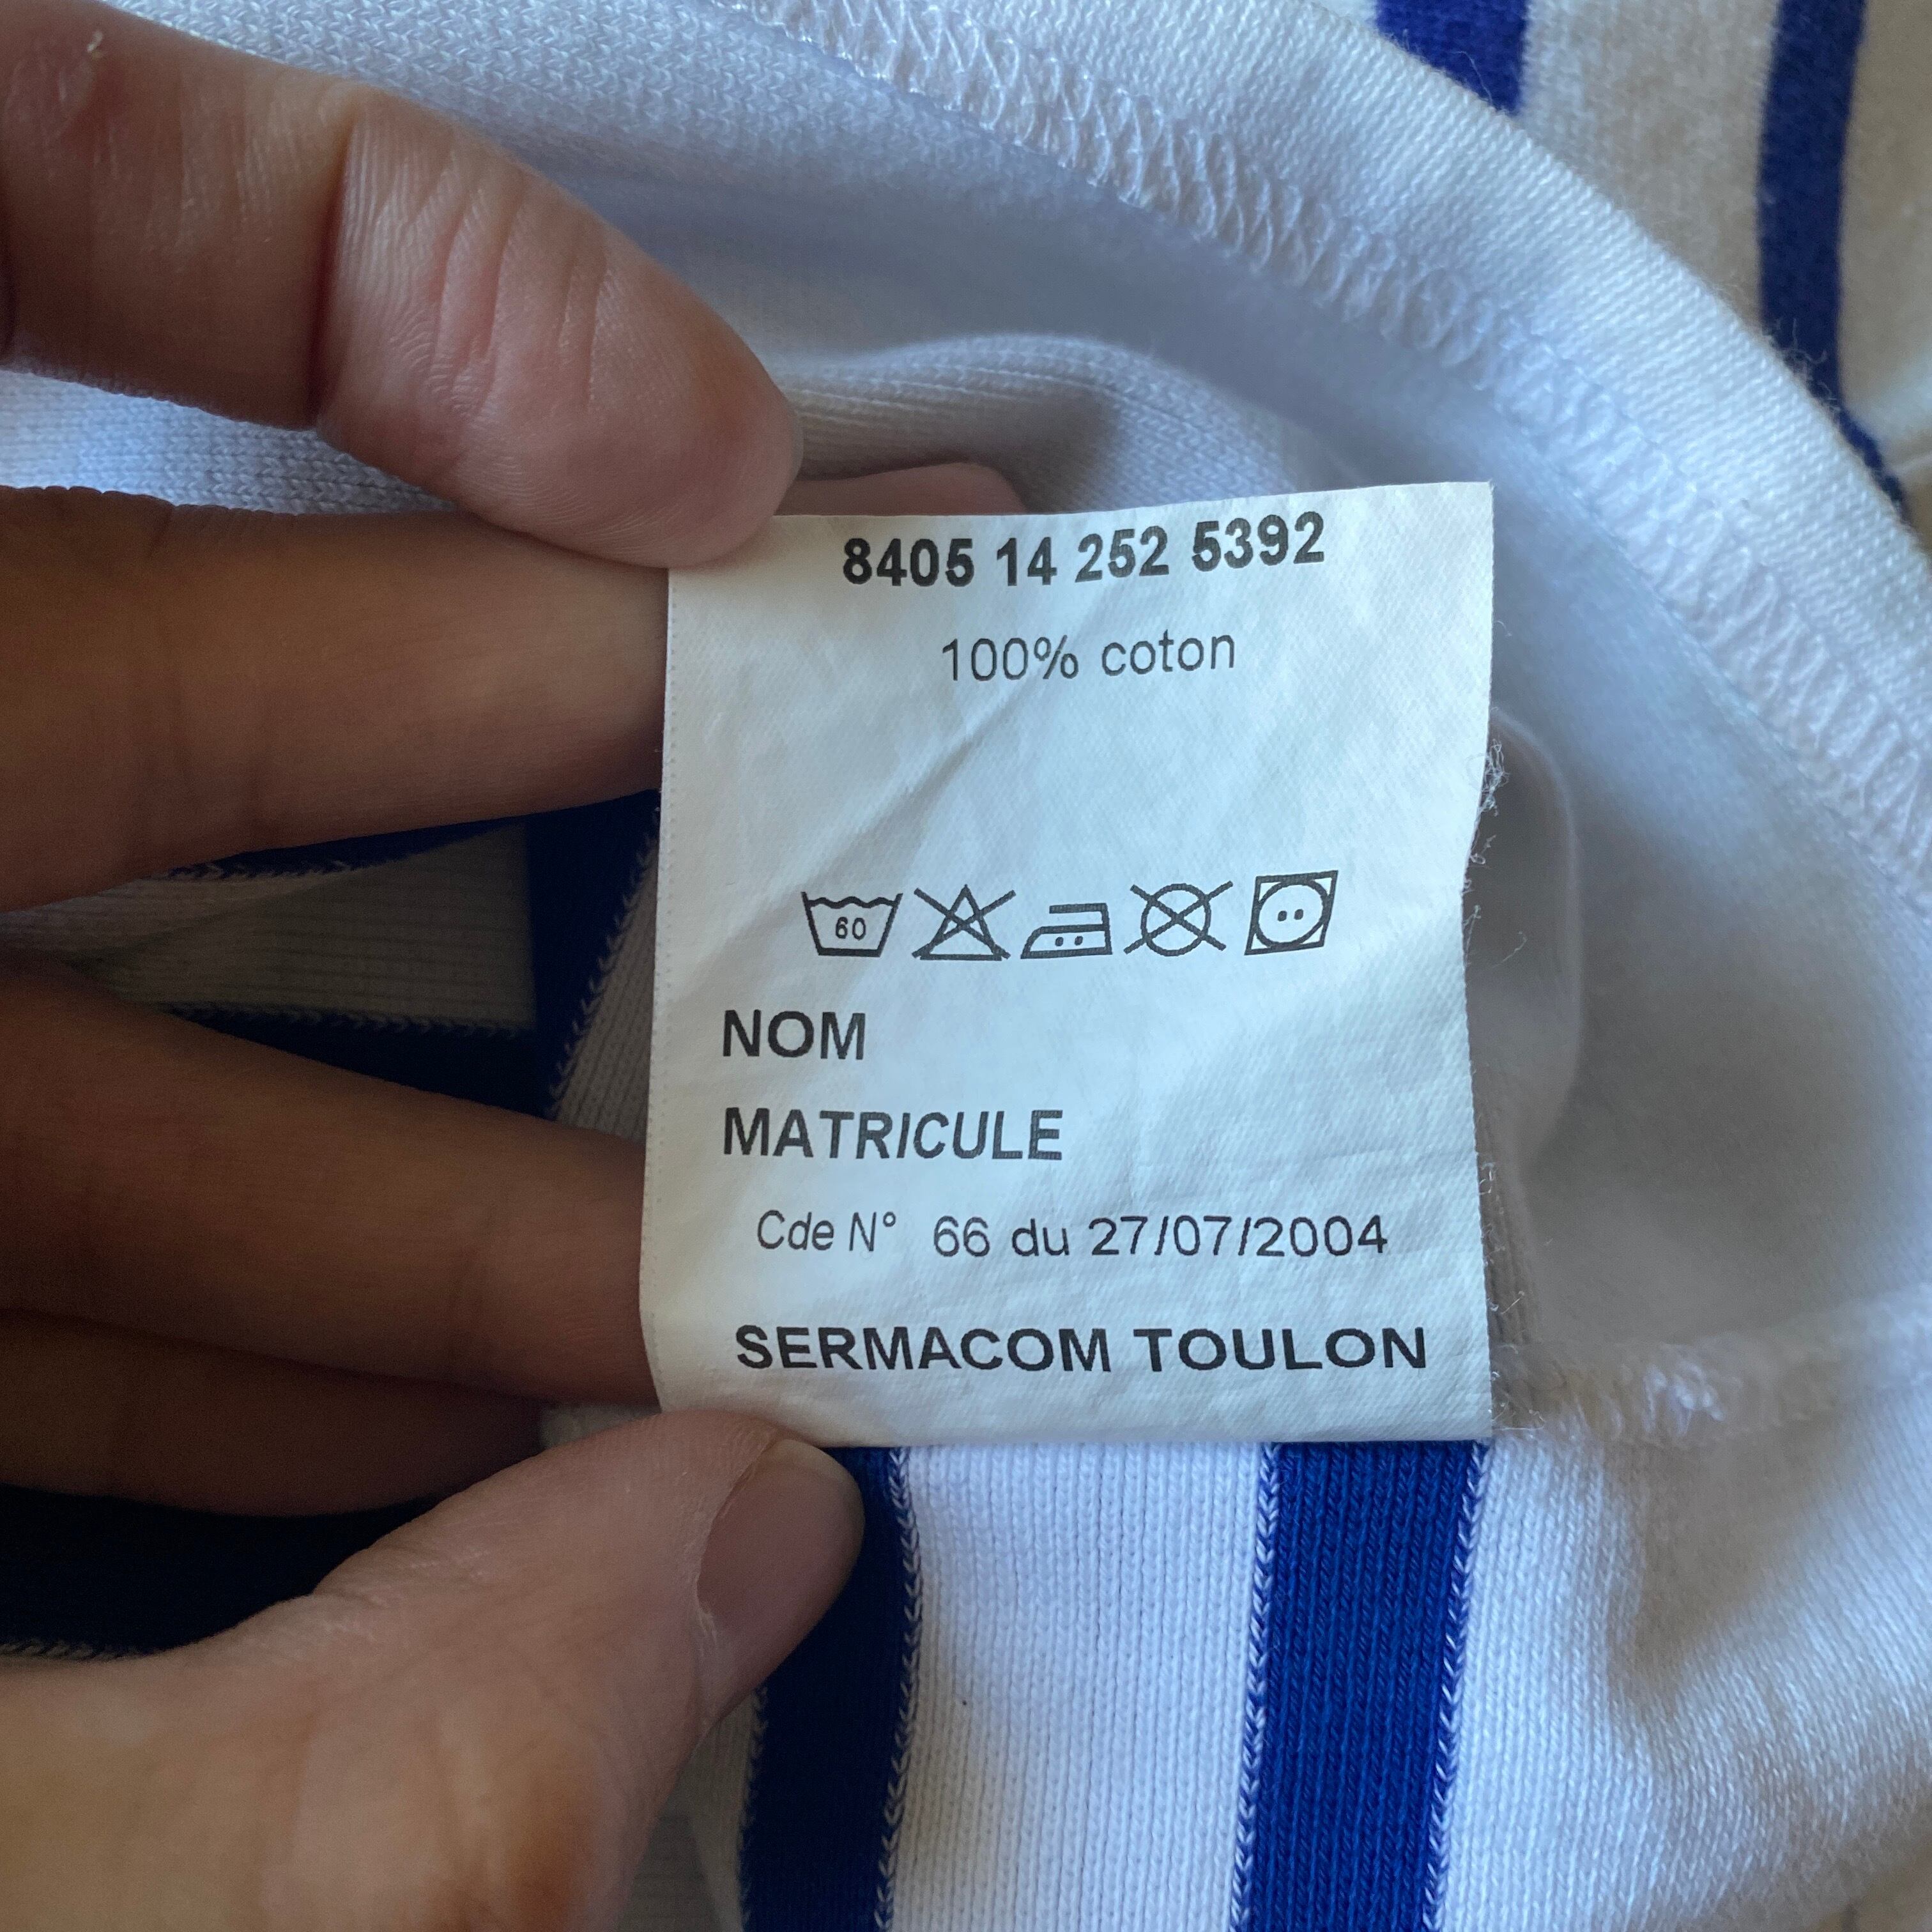 8405 14 252 5392
100% coton
60
NOM
MATRICULE
Cde N° 66 du 27/07/2004
SERMACOM TOULON